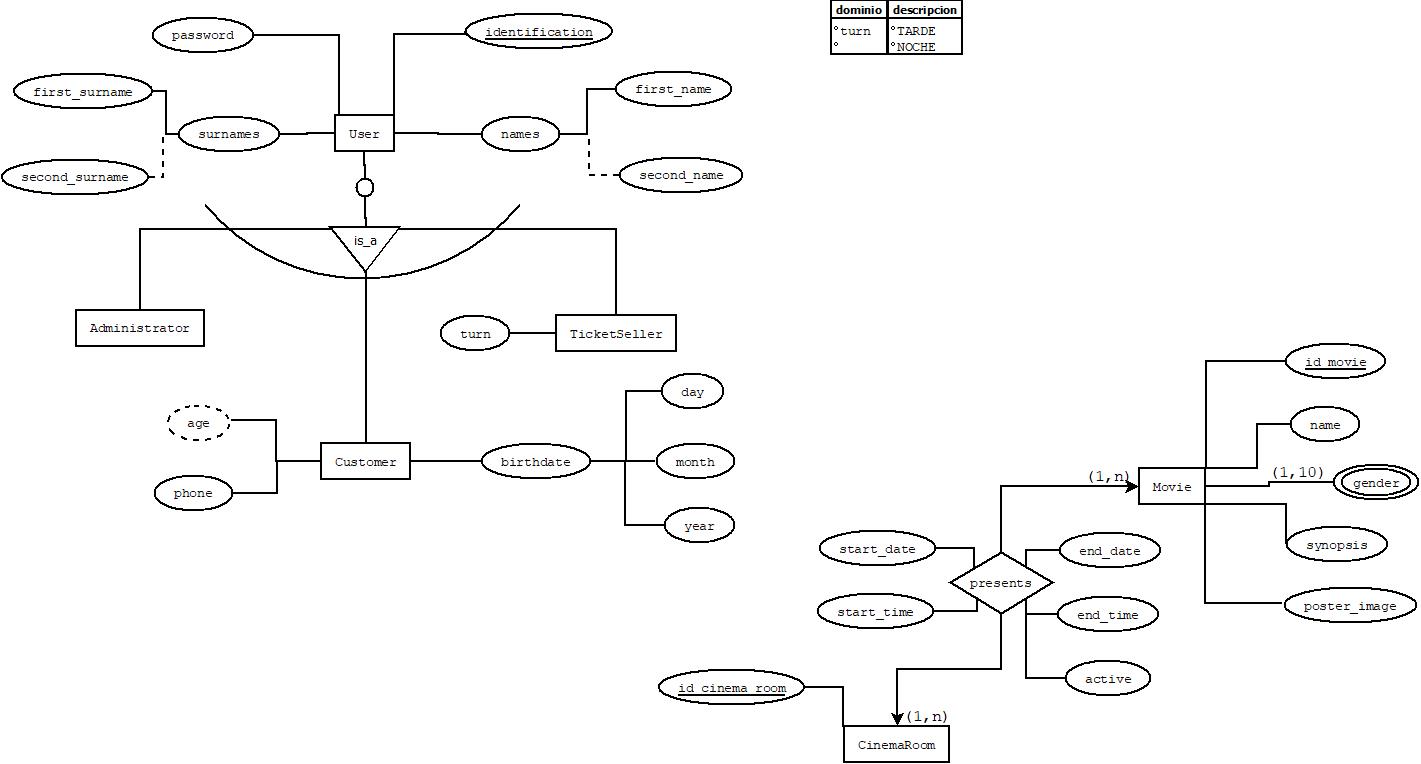 dominio descripcion
turn TARDE
NOCHE
password
identification
first_surname
first_name
surnames
User
names
second_surname
second_name
is_a
Administrator
turn
TicketSeller
id_movie
day
age
name
Customer
birthdate
month
(1,n)
Movie
(1,10)
gender
phone
year
start_date
end_date
synopsis
presents
start_time
end_time
poster_image
active
id_cinema_room
(1,n)
CinemaRoom